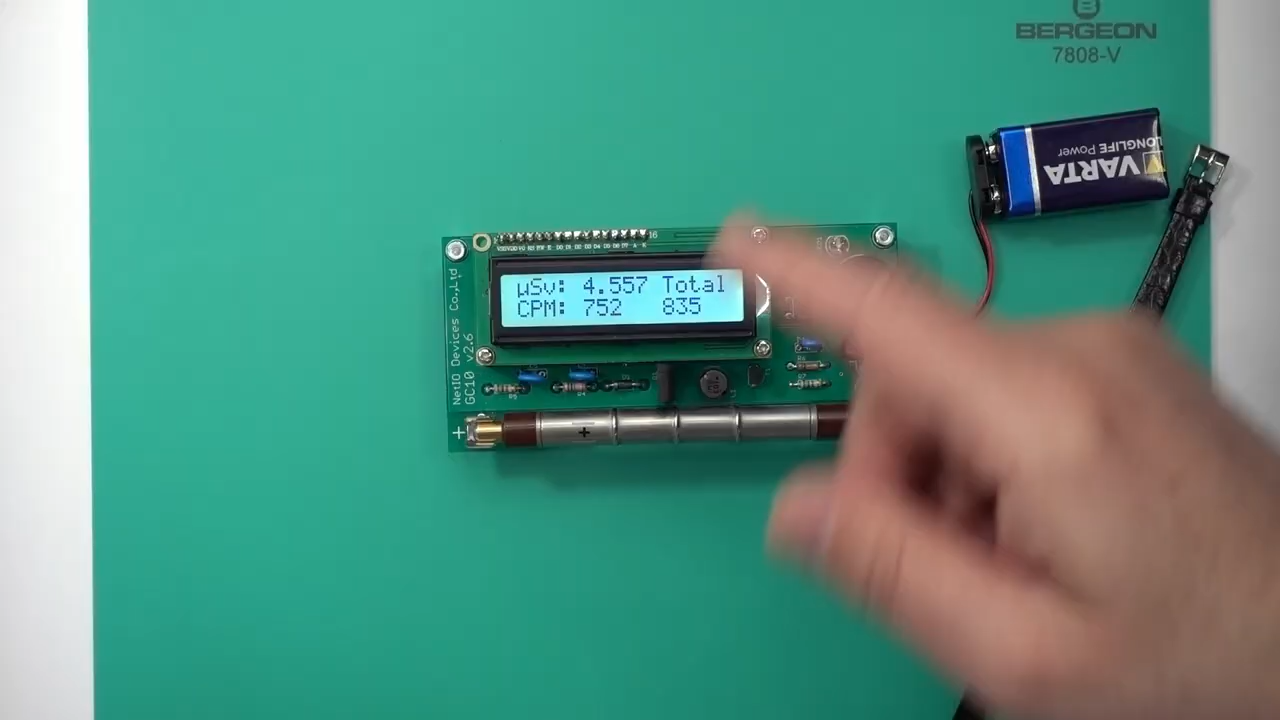 B
BERGEON
7808-V
LONGLIFE Power
VARTA
µSv: 4.557 Total
CPM: 752 835
NetIO Devices Co.,Ltd
GC10 v2.6
+
+